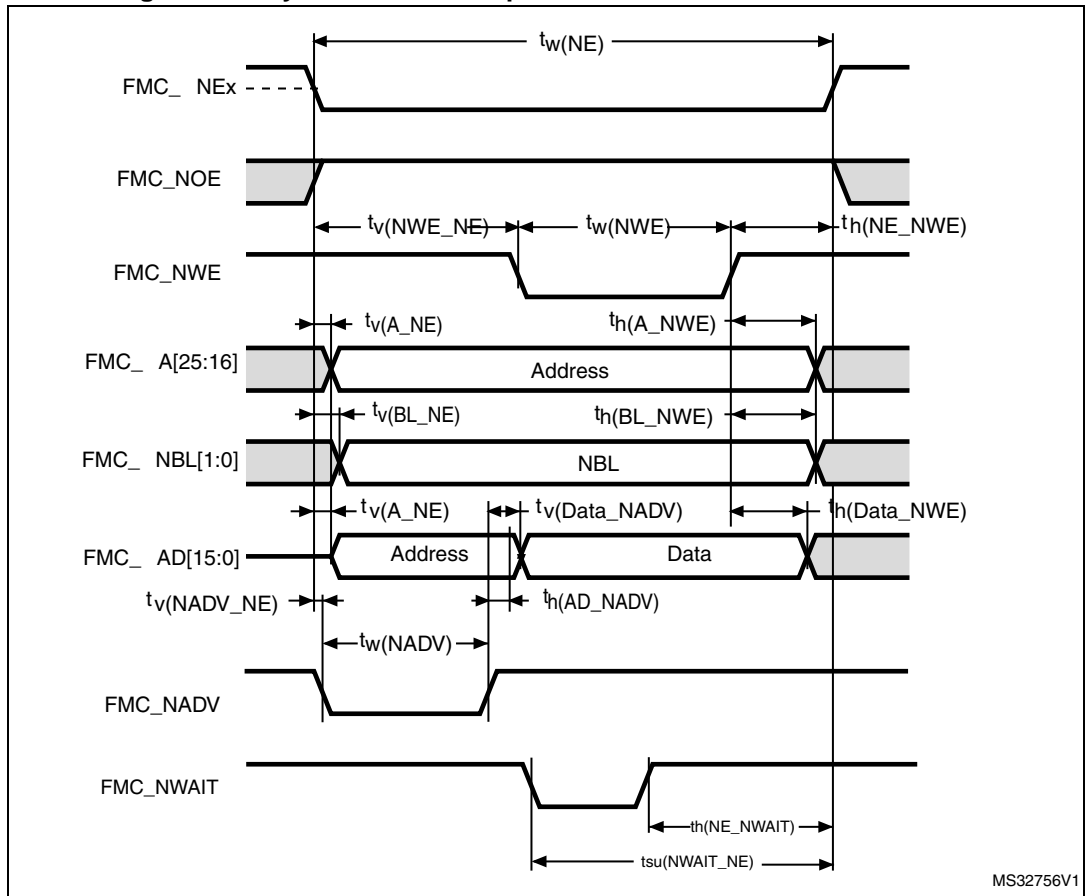 tw(NE)
FMC_ NEx
FMC_NOE
tv(NWE_NE) tw(NWE) th(NE_NWE)
FMC_NWE
tv(A_NE) th(A_NWE)
FMC_ A[25:16] Address
tv(BL_NE) th(BL_NWE)
FMC_ NBL[1:0] NBL
tv(A_NE) tv(Data_NADV) th(Data_NWE)
FMC_ AD[15:0] Address Data
tv(NADV_NE) th(AD_NADV)
tw(NADV)
FMC_NADV
FMC_NWAIT
th(NE_NWAIT)
tsu(NWAIT_NE)
MS32756V1